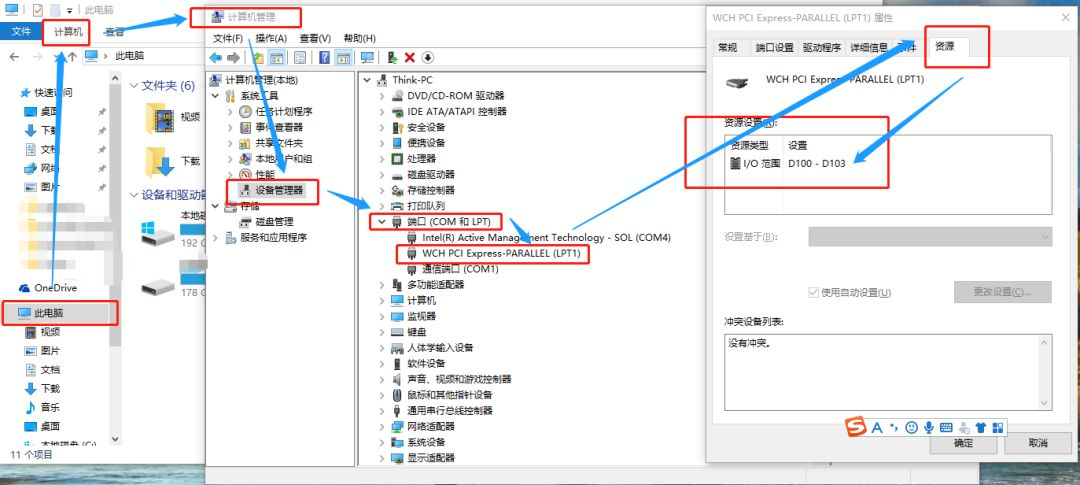 此电脑
文件
计算机
查看
此电脑
快速访问
桌面
下载
文档
网络
图片
OneDrive
此电脑
视频
图片
文档
下载
音乐
桌面
本地磁盘 (C:)
11 个项目
文件夹 (6)
视频
下载
设备和驱动器
本地磁
192
178 G
计算机管理
文件(F) 操作(A) 查看(V) 帮助(H)
计算机管理(本地)
系统工具
任务计划程序
事件查看器
共享文件夹
本地用户和组
性能
设备管理器
存储
磁盘管理
服务和应用程序
Think-PC
DVD/CD-ROM 驱动器
IDE ATA/ATAPI 控制器
安全设备
便携设备
处理器
磁盘驱动器
存储控制器
打印队列
端口 (COM 和 LPT)
Intel(R) Active Management Technology - SOL (COM4)
WCH PCI Express-PARALLEL (LPT1)
通信端口 (COM1)
多功能适配器
计算机
监视器
键盘
人体学输入设备
软件设备
声音、视频和游戏控制器
鼠标和其他指针设备
通用串行总线控制器
网络适配器
系统设备
显示适配器
WCH PCI Express-PARALLEL (LPT1) 属性
常规 端口设置 驱动程序 详细信息 件 资源
WCH PCI Express-PARALLEL (LPT1)
资源设置(R):
资源类型 设置
I/O 范围 D100 - D103
设置基于(B):
使用自动设置(U)
更改设置(C)...
冲突设备列表:
没有冲突。
确定
取消